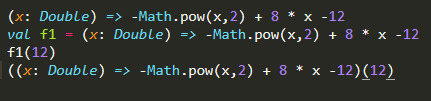 (x: Double) => -Math.pow(x,2) + 8 * x -12
val f1 = (x: Double) => -Math.pow(x,2) + 8 * x -12
f1(12)
((x: Double) => -Math.pow(x,2) + 8 * x -12)(12)